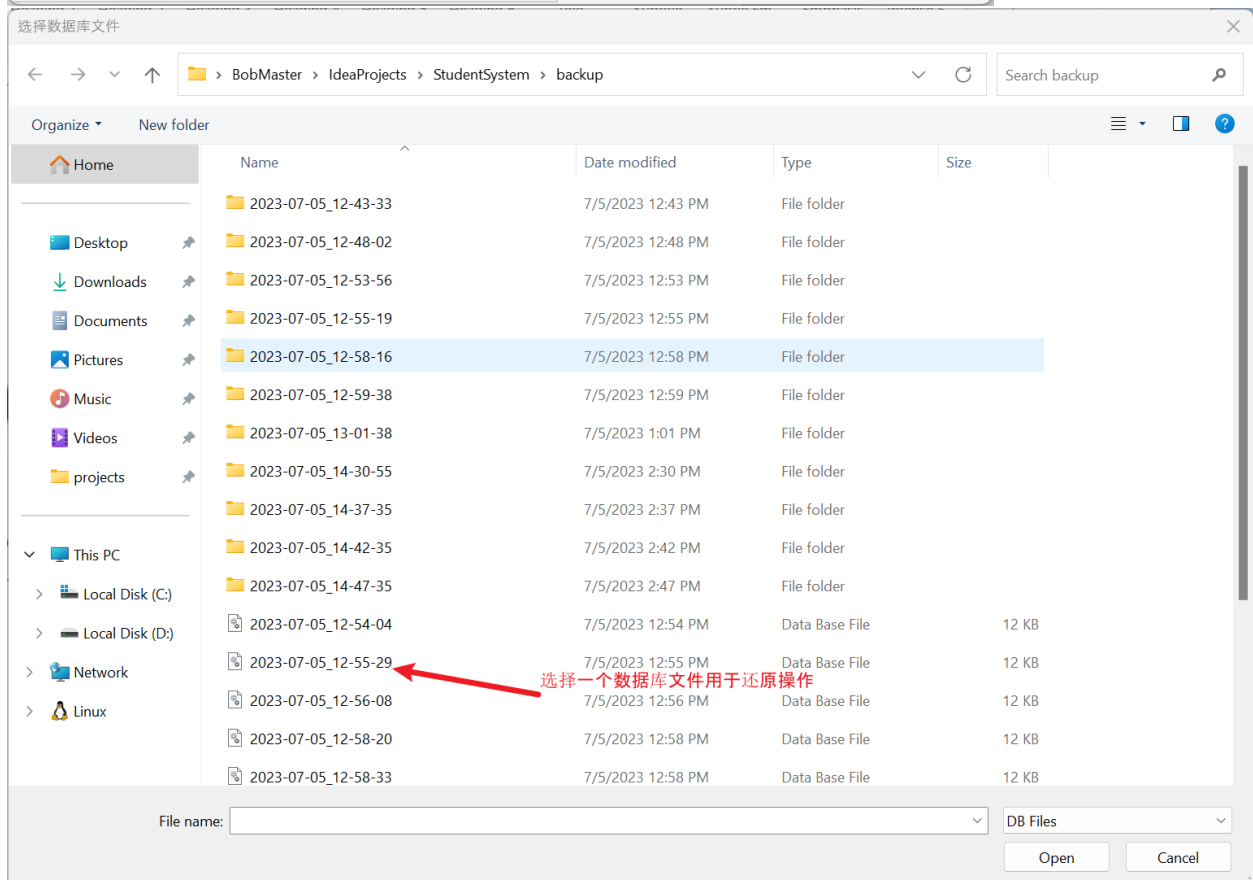 选择数据库文件
BobMaster > IdeaProjects > StudentSystem > backup
Search backup
Organize
New folder
?
Home
Desktop
Downloads
Documents
Pictures
Music
Videos
projects
This PC
Local Disk (C:)
Local Disk (D:)
Network
Linux
Name Date modified Type Size
2023-07-05_12-43-33 7/5/2023 12:43 PM File folder
2023-07-05_12-48-02 7/5/2023 12:48 PM File folder
2023-07-05_12-53-56 7/5/2023 12:53 PM File folder
2023-07-05_12-55-19 7/5/2023 12:55 PM File folder
2023-07-05_12-58-16 7/5/2023 12:58 PM File folder
2023-07-05_12-59-38 7/5/2023 12:59 PM File folder
2023-07-05_13-01-38 7/5/2023 1:01 PM File folder
2023-07-05_14-30-55 7/5/2023 2:30 PM File folder
2023-07-05_14-37-35 7/5/2023 2:37 PM File folder
2023-07-05_14-42-35 7/5/2023 2:42 PM File folder
2023-07-05_14-47-35 7/5/2023 2:47 PM File folder
2023-07-05_12-54-04 7/5/2023 12:54 PM Data Base File 12 KB
2023-07-05_12-55-29 7/5/2023 12:55 PM Data Base File 12 KB
选择一个数据库文件用于还原操作
2023-07-05_12-56-08 7/5/2023 12:56 PM Data Base File 12 KB
2023-07-05_12-58-20 7/5/2023 12:58 PM Data Base File 12 KB
2023-07-05_12-58-33 7/5/2023 12:58 PM Data Base File 12 KB
File name:
DB Files
Open
Cancel